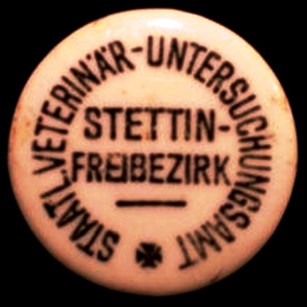 STAATL. VETERINÄR-UNTERSUCHUNGSAMT
STETTIN-
FREIBEZIRK